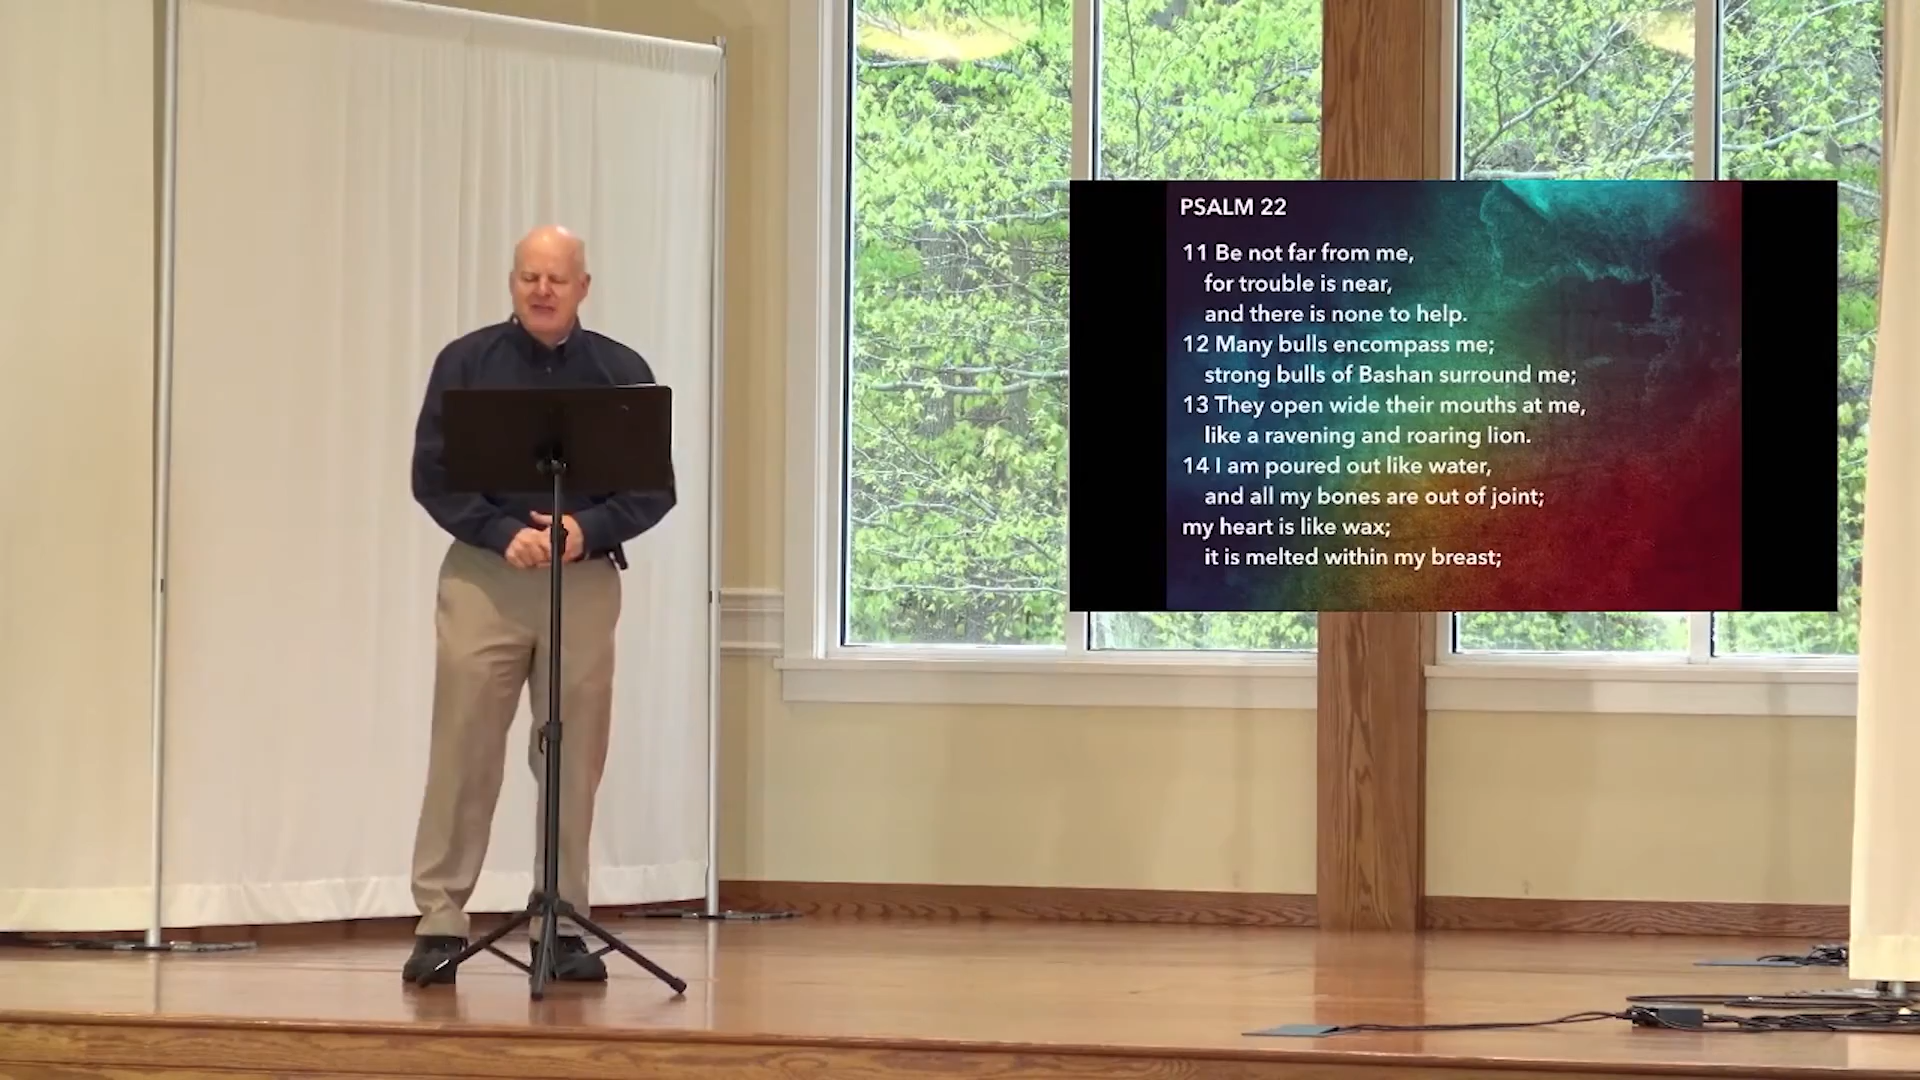 PSALM 22
11 Be not far from me,
for trouble is near,
and there is none to help.
12 Many bulls encompass me;
strong bulls of Bashan surround me;
13 They open wide their mouths at me,
like a ravening and roaring lion.
14 I am poured out like water,
and all my bones are out of joint;
my heart is like wax;
it is melted within my breast;